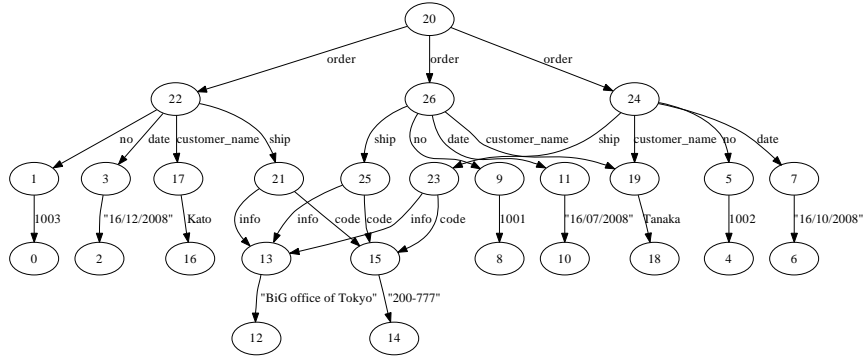 20
order order order
22 26 24
no date customer_name ship ship no date customer_name ship customer_name no date
1 3 17 21 25 23 9 11 19 5 7
1003 "16/12/2008" Kato info code info code info code 1001 "16/07/2008" Tanaka 1002 "16/10/2008"
0 2 16 13 15 8 10 18 4 6
"BiG office of Tokyo" "200-777"
12 14